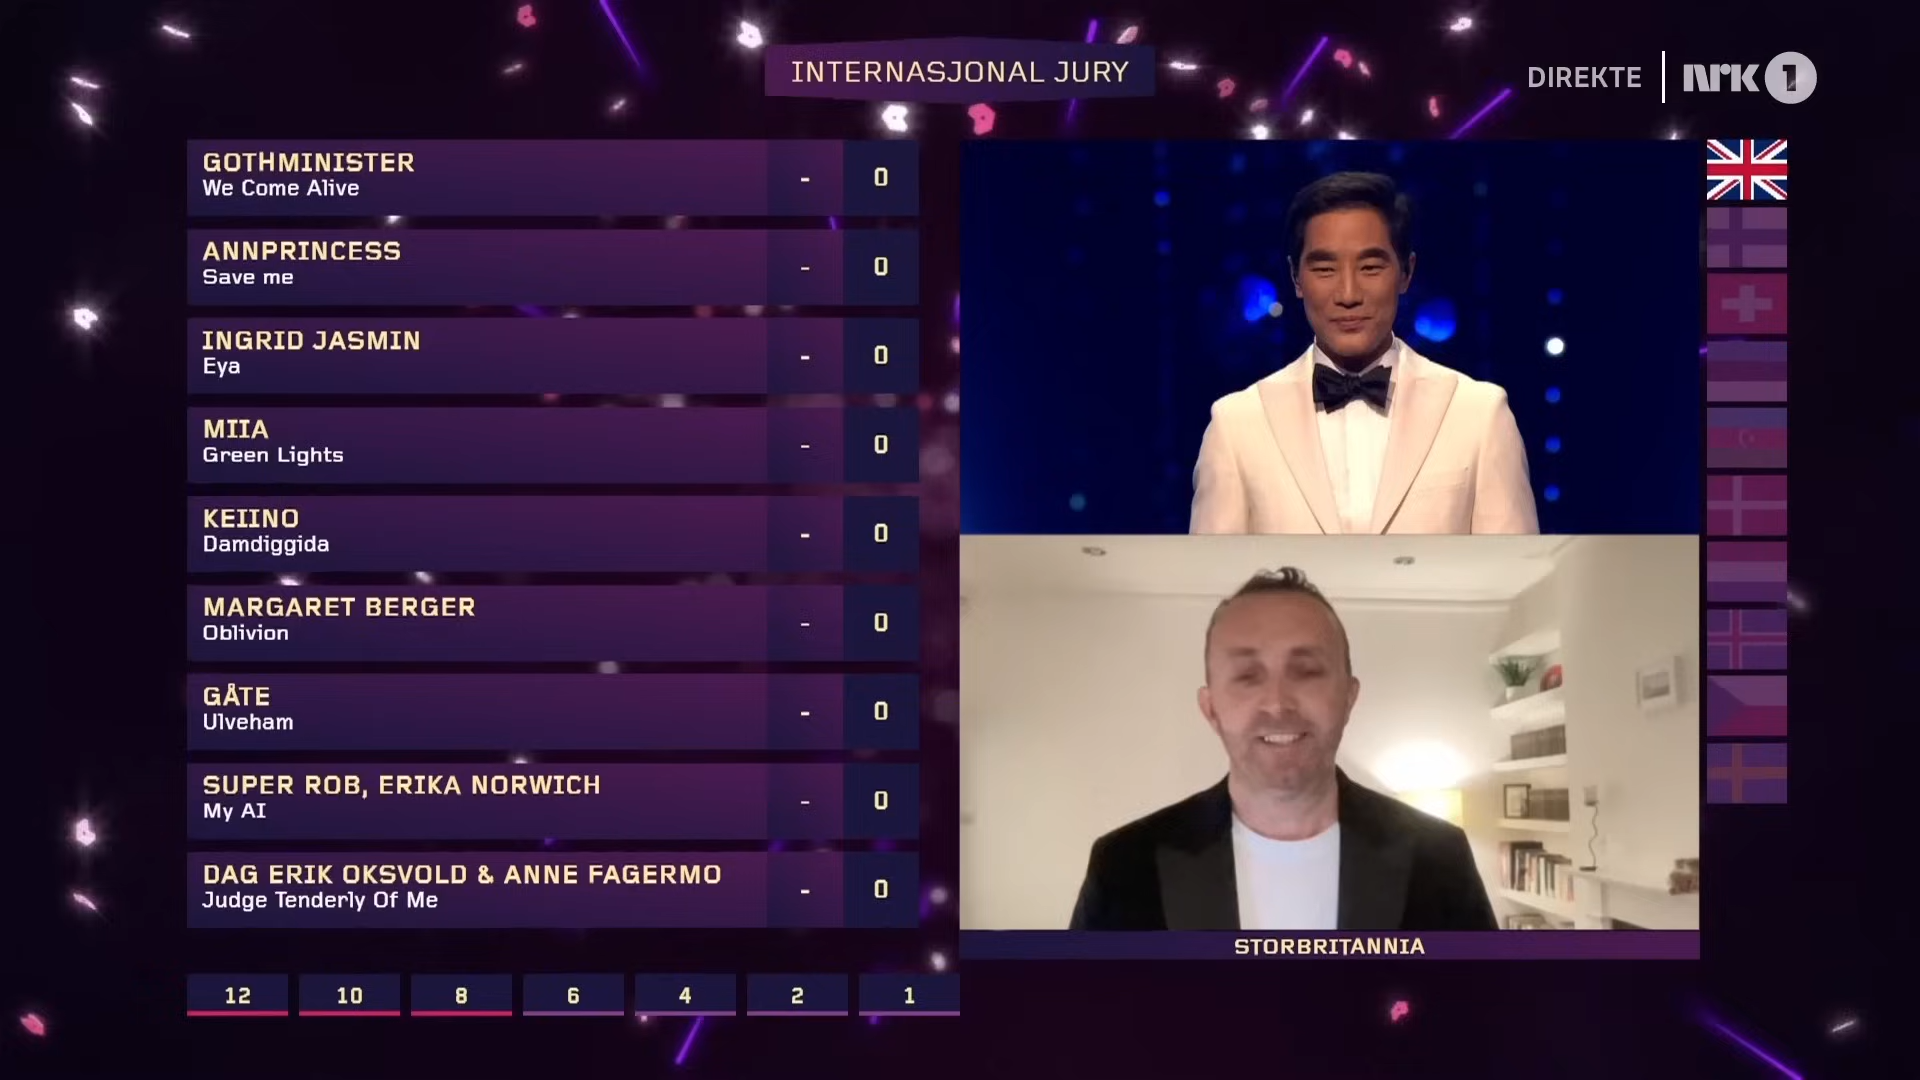 INTERNASJONAL JURY
DIREKTE nrk 1
GOTHMINISTER
We Come Alive
- 0
ANNPRINCESS
Save me
- 0
INGRID JASMIN
Eya
- 0
MIIA
Green Lights
- 0
KEIINO
Damdiggida
- 0
MARGARET BERGER
Oblivion
- 0
GÅTE
Ulveham
- 0
SUPER ROB, ERIKA NORWICH
My AI
- 0
DAG ERIK OKSVOLD & ANNE FAGERMO
Judge Tenderly Of Me
- 0
STORBRITANNIA
12 10 8 6 4 2 1